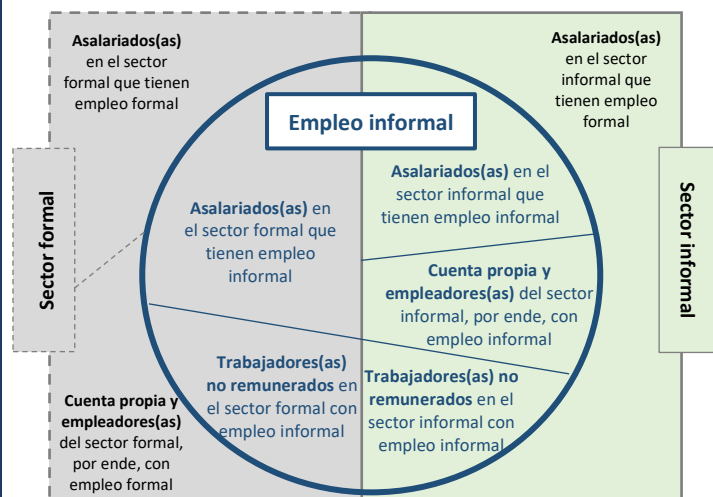 Asalariados(as)
en el sector
formal que tienen
empleo formal
Asalariados(as)
en el sector
informal que
tienen empleo
formal
Empleo informal
Sector formal
Asalariados(as) en
el sector formal que
tienen empleo
informal
Asalariados(as) en el
sector informal que
tienen empleo informal
Sector informal
Cuenta propia y
empleadores(as) del sector
informal, por ende, con
empleo informal
Trabajadores(as)
no remunerados en
el sector formal con
empleo informal
Trabajadores(as) no
remunerados en el
sector informal con
empleo informal
Cuenta propia y
empleadores(as)
del sector formal,
por ende, con
empleo formal